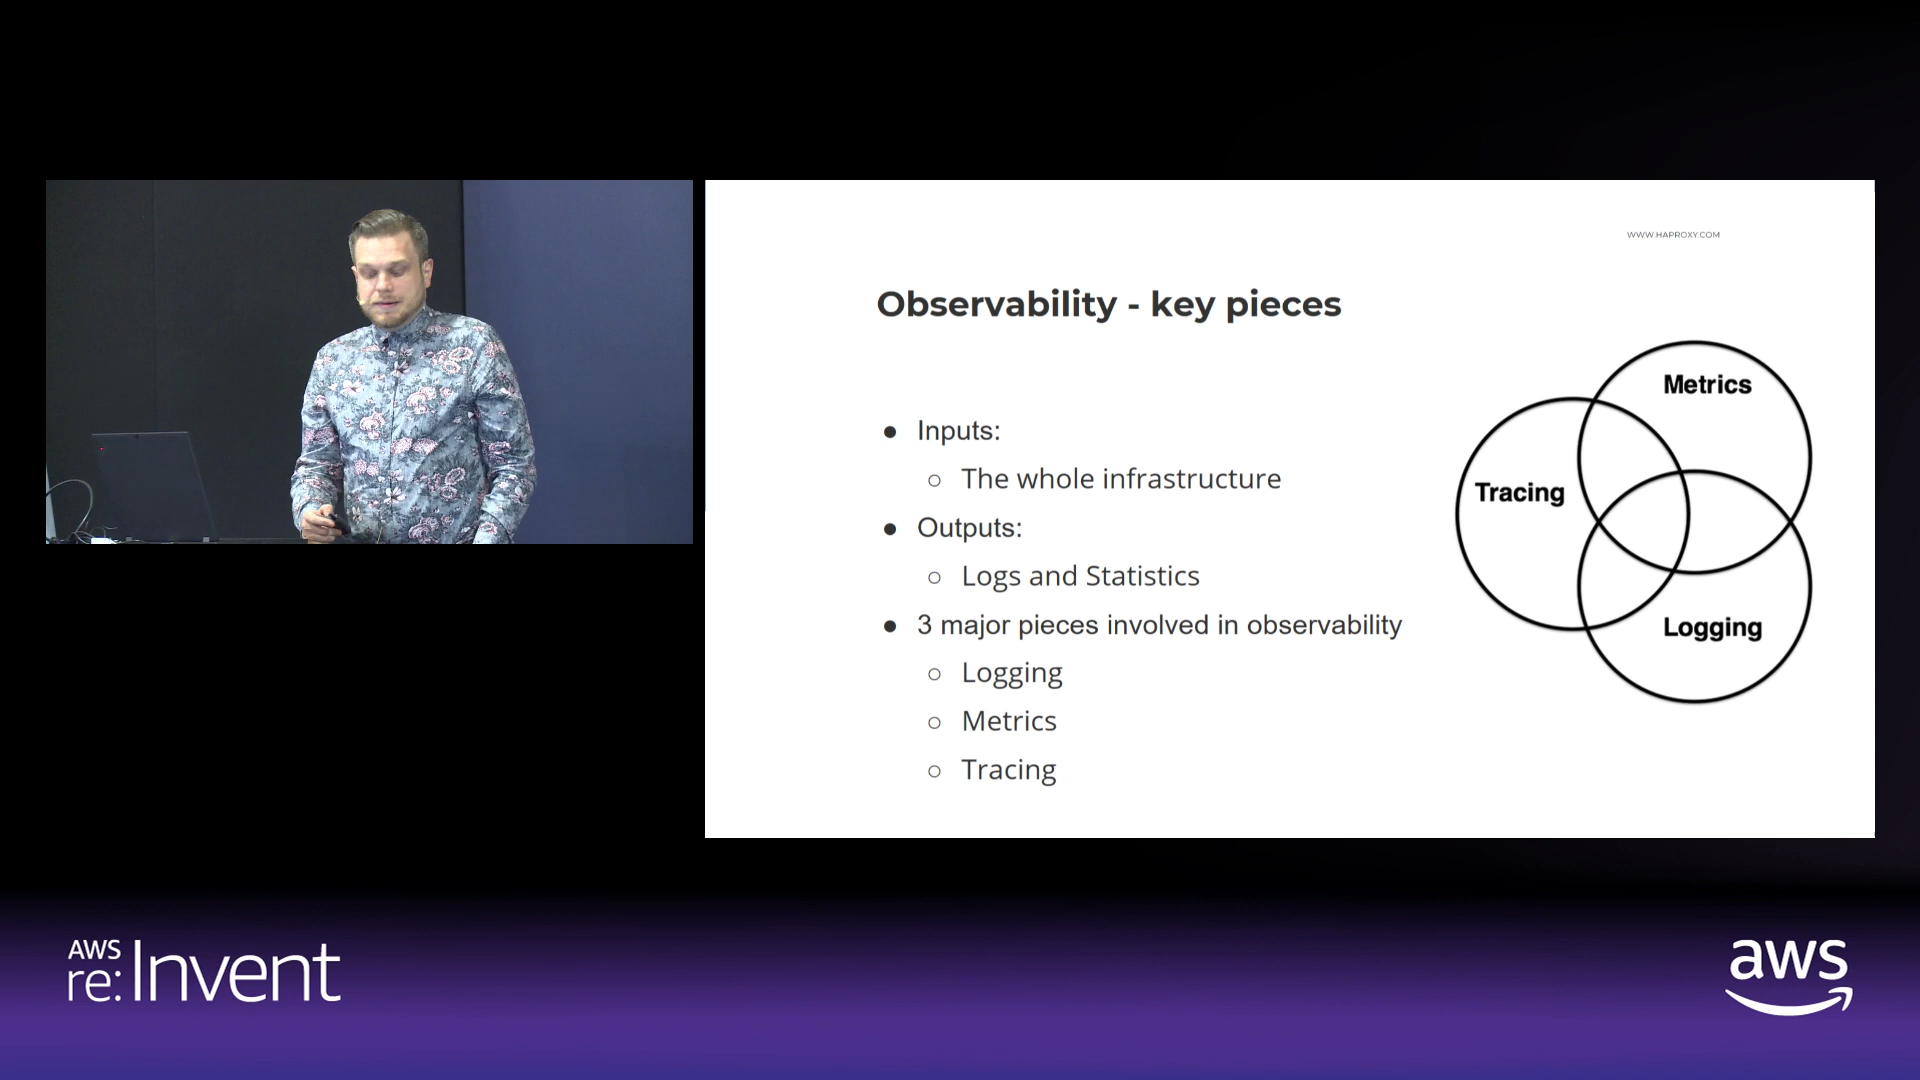 WWW.HAPROXY.COM
Observability - key pieces
● Inputs:
○ The whole infrastructure
● Outputs:
○ Logs and Statistics
● 3 major pieces involved in observability
○ Logging
○ Metrics
○ Tracing
Metrics
Tracing
Logging
AWS
re:Invent
aws